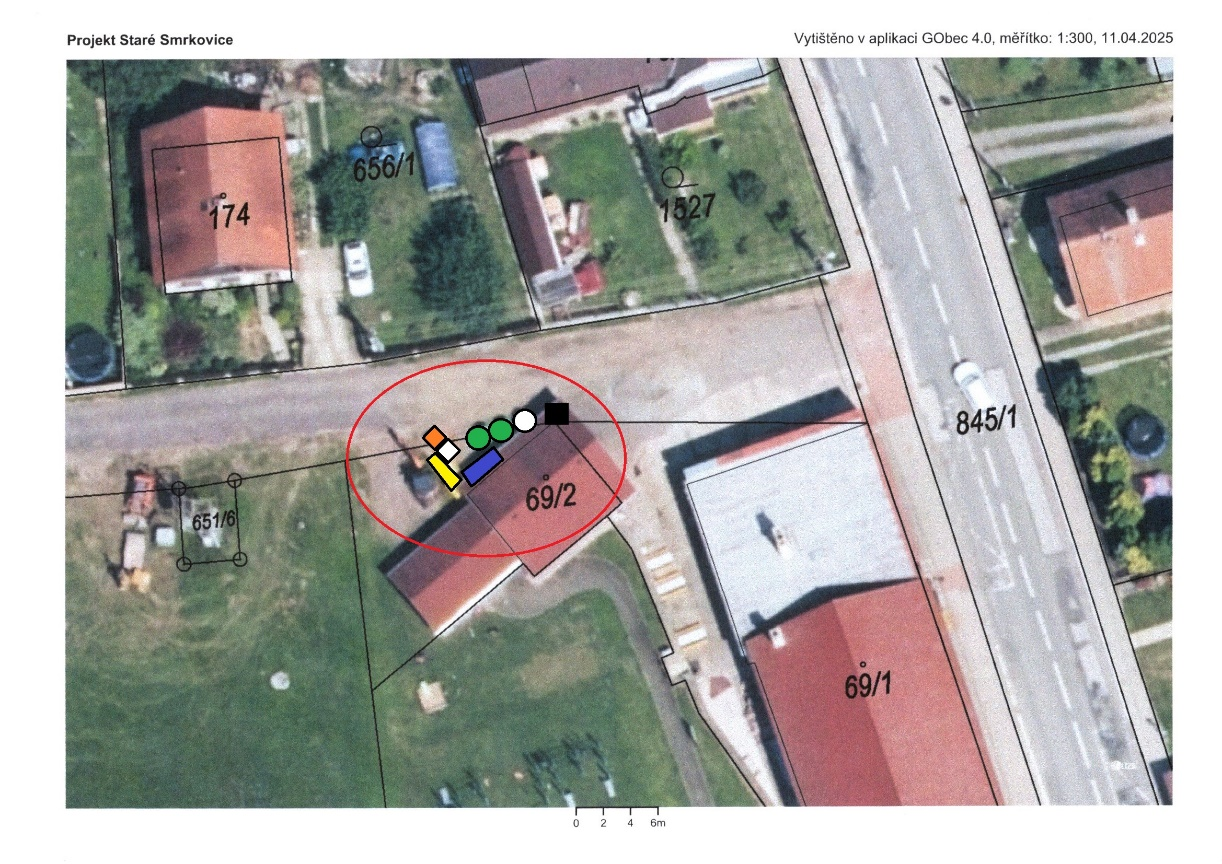 Projekt Staré Smrkovice
Vytištěno v aplikaci GObec 4.0, měřítko: 1:300, 11.04.2025
656/1
174
1527
845/1
69/2
651/6
69/1
0 2 4 6m